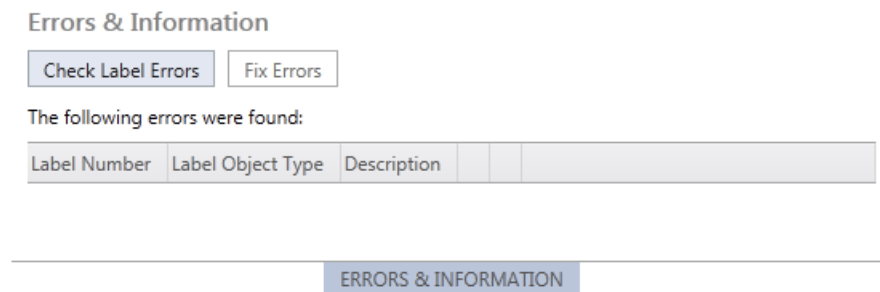 Errors & Information
Check Label Errors Fix Errors
The following errors were found:
Label Number Label Object Type Description
ERRORS & INFORMATION